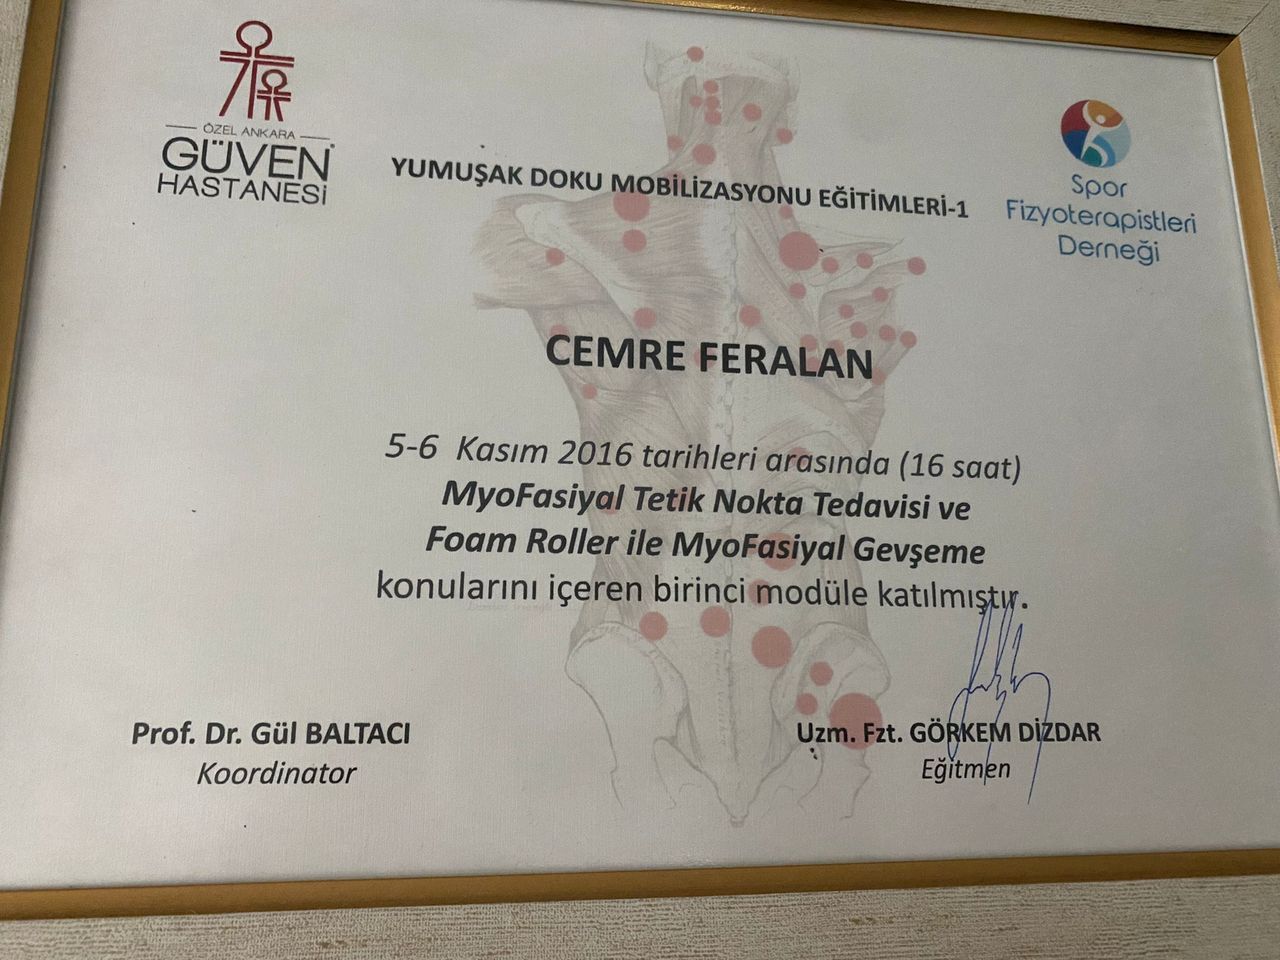 ÖZEL ANKARA
GÜVEN
HASTANESİ
YUMUŞAK DOKU MOBİLİZASYONU EĞİTİMLERİ-1
Spor
Fizyoterapistleri
Derneği
CEMRE FERALAN
5-6 Kasım 2016 tarihleri arasında (16 saat)
MyoFasiyal Tetik Nokta Tedavisi ve
Foam Roller ile MyoFasiyal Gevşeme
konularını içeren birinci modüle katılmıştır.
Prof. Dr. Gül BALTACI
Koordinator
Uzm. Fzt. GÖRKEM DİZDAR
Eğitmen